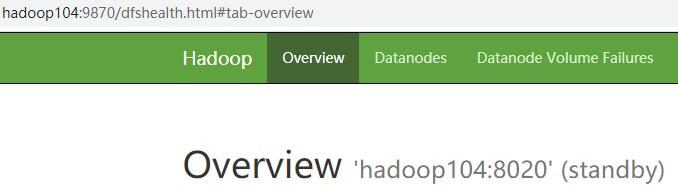 hadoop104:9870/dfshealth.html#tab-overview
Hadoop Overview Datanodes Datanode Volume Failures
Overview 'hadoop104:8020' (standby)